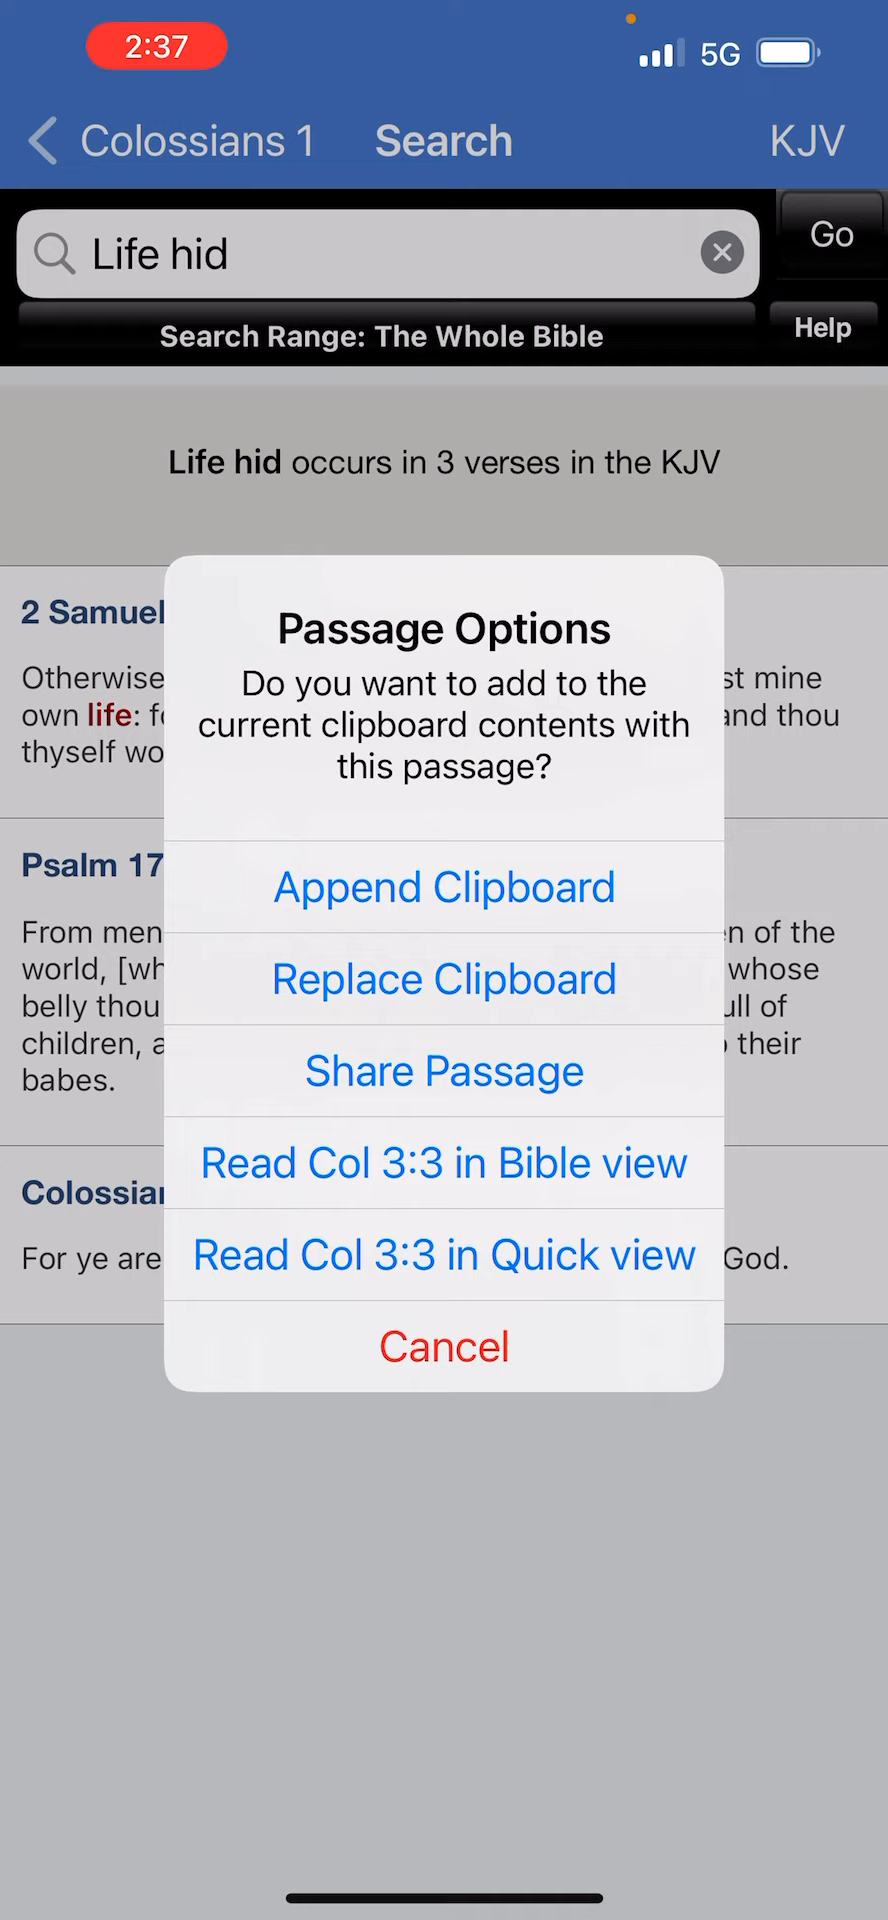 2:37
5G
Colossians 1 Search KJV
Life hid
Go
Search Range: The Whole Bible
Help
Life hid occurs in 3 verses in the KJV
Passage Options
Do you want to add to the
current clipboard contents with
this passage?
Append Clipboard
Replace Clipboard
Share Passage
Read Col 3:3 in Bible view
Read Col 3:3 in Quick view
Cancel
2 Samuel
Otherwise st mine
own life: and thou
thyself
Psalm 17
From men of the
world, whose
belly thou of
children, their
babes.
For ye are God.